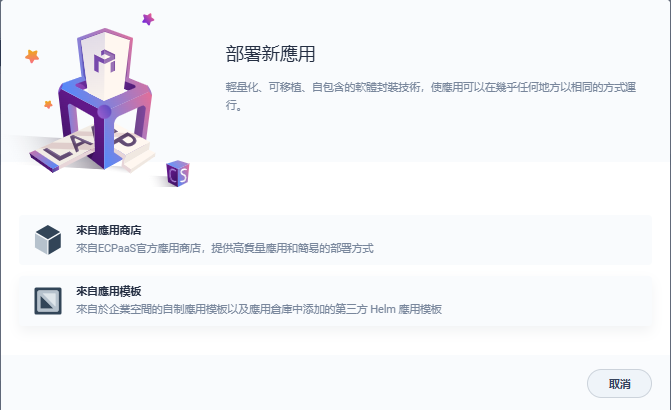 部署新應用
輕量化、可移植、自包含的軟體封裝技術，使應用可以在幾乎任何地方以相同的方式運
行。
LA P
CS
來自應用商店
來自ECPaaS官方應用商店，提供高質量應用和簡易的部署方式
來自應用模板
來自於企業空間的自制應用模板以及應用倉庫中添加的第三方 Helm 應用模板
取消